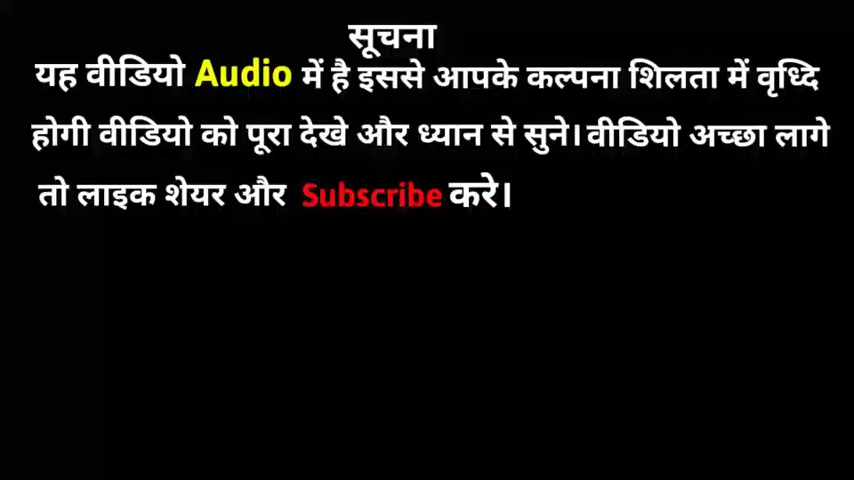 सूचना
यह वीडियो Audio में है इससे आपके कल्पना शिलता में वृध्दि
होगी वीडियो को पूरा देखे और ध्यान से सुने। वीडियो अच्छा लागे
तो लाइक शेयर और Subscribe करे।